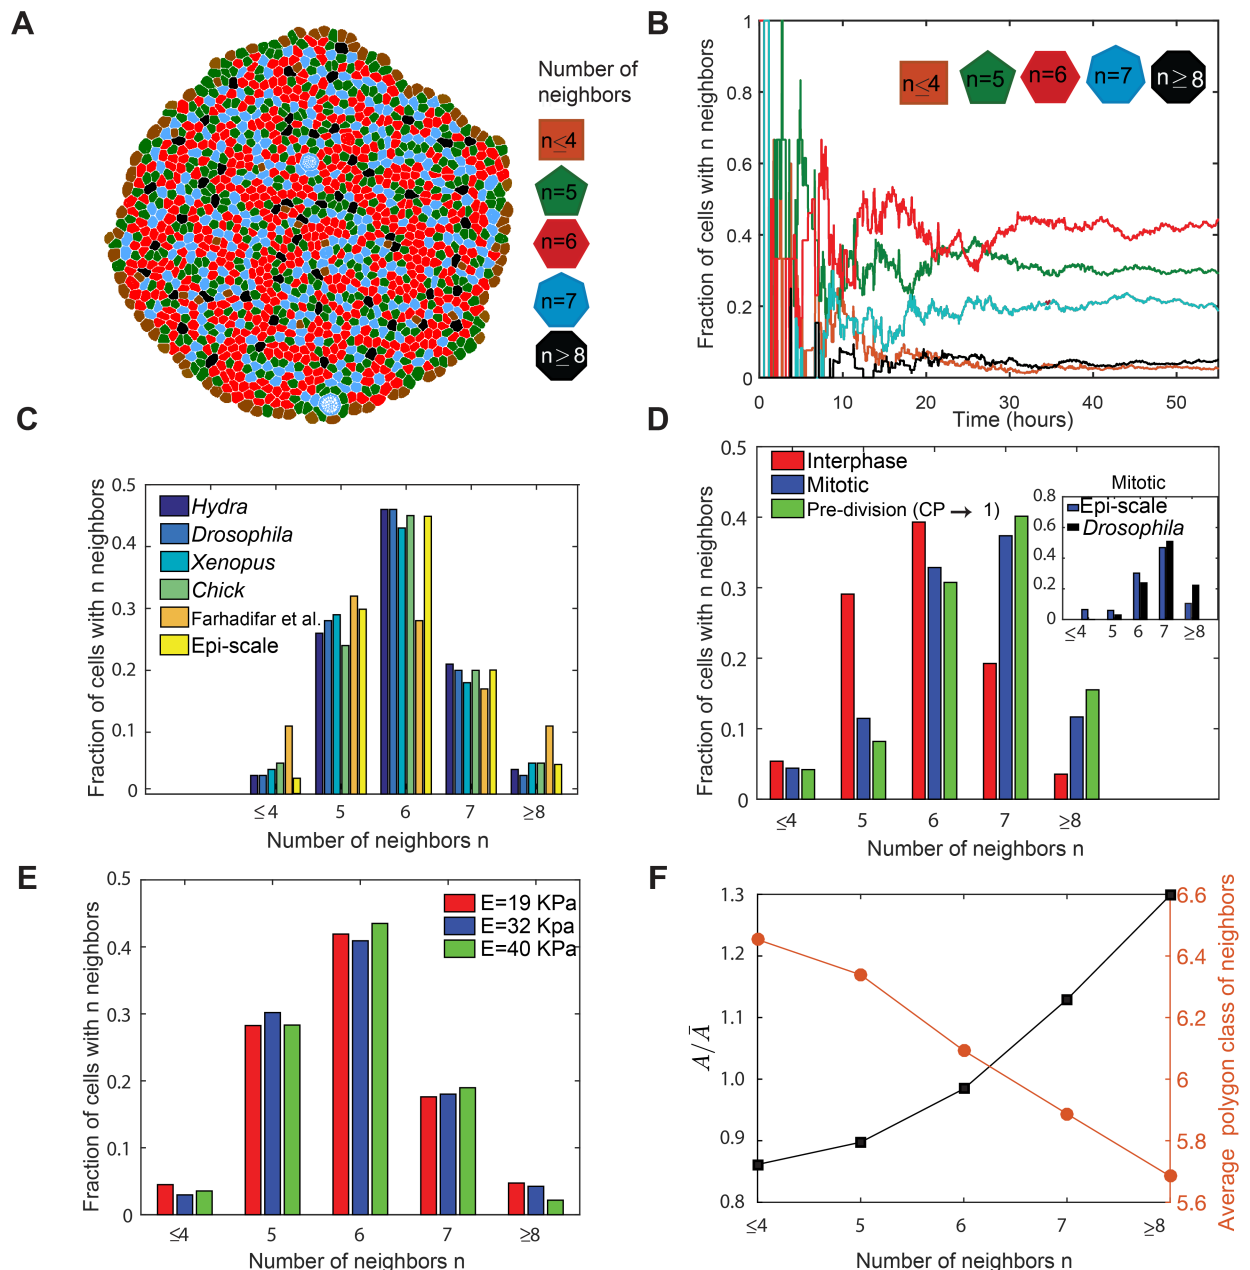 A
Number of
neighbors
n≤4
n=5
n=6
n=7
n≥8
B
Fraction of cells with n neighbors
1
0.8
0.6
0.4
0.2
0
n≤4
n=5
n=6
n=7
n≥8
0
10
20
30
40
50
Time (hours)
C
Fraction of cells with n neighbors
0.5
0.4
0.3
0.2
0.1
0
Hydra
Drosophila
Xenopus
Chick
Farhadifar et al.
Epi-scale
≤4
5
6
7
≥8
Number of neighbors n
D
Fraction of cells with n neighbors
0.5
0.4
0.3
0.2
0.1
0
Interphase
Mitotic
Pre-division (CP → 1)
Mitotic
0.8
0.6
0.4
0.2
0
Epi-scale
Drosophila
≤4
5
6
7
≥8
≤4
5
6
7
≥8
Number of neighbors n
E
Fraction of cells with n neighbors
0.5
0.4
0.3
0.2
0.1
0
E=19 KPa
E=32 Kpa
E=40 KPa
≤4
5
6
7
≥8
Number of neighbors n
F
A/Ā
1.3
1.2
1.1
1.0
0.9
0.8
6.6
6.4
6.2
6
5.8
5.6
Average polygon class of neighbors
≤4
5
6
7
≥8
Number of neighbors n